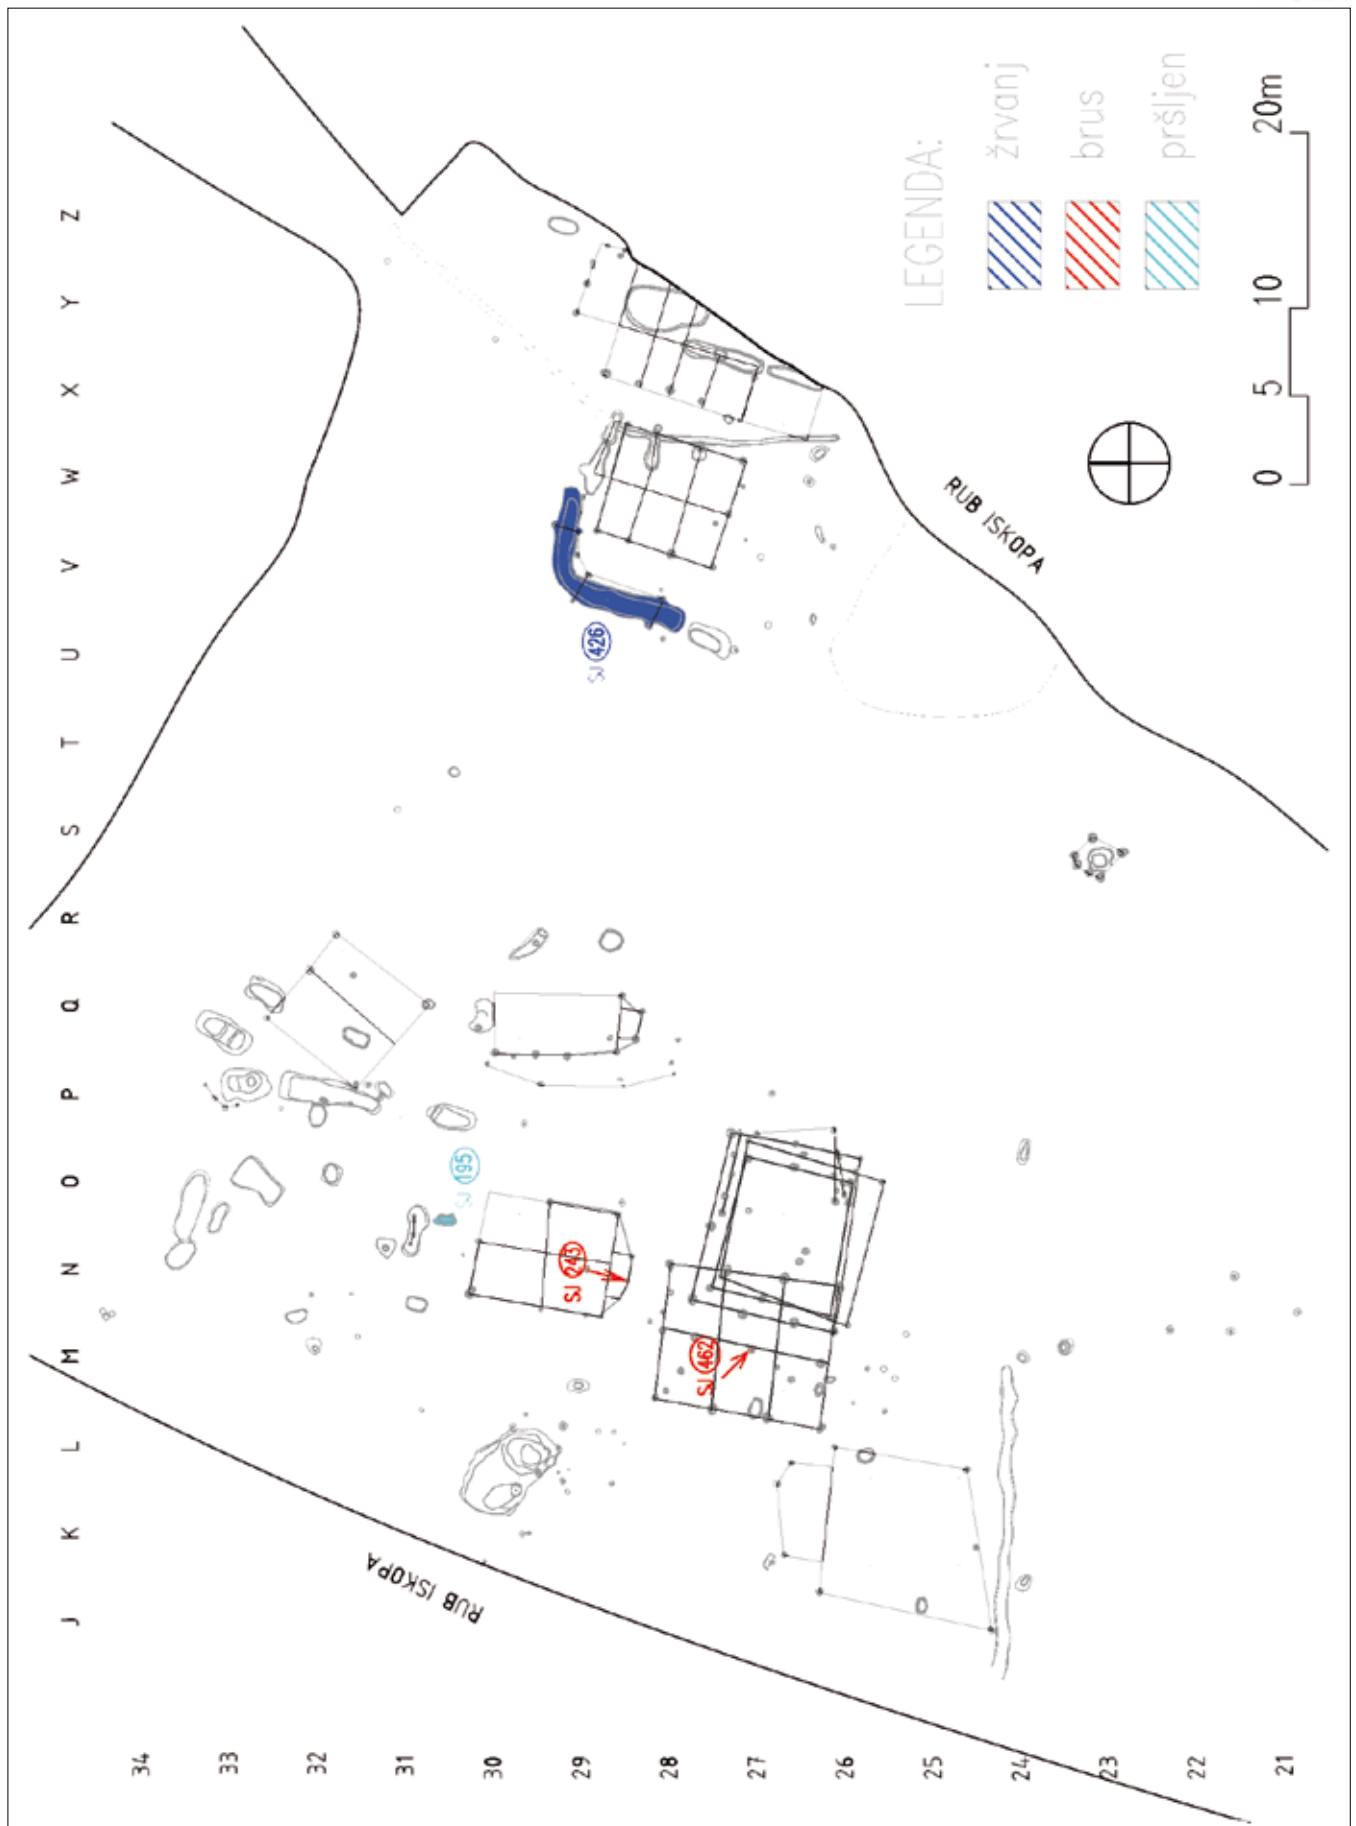 LEGENDA:
žrvanj
brus
pršljen
0 5 10 20m
RUB ISKOPA
SJ 426
SJ 195
SJ 243
SJ 462
RUB ISKOPA
J K L M N O P Q R S T U V W X Y Z
34 33 32 31 30 29 28 27 26 25 24 23 22 21